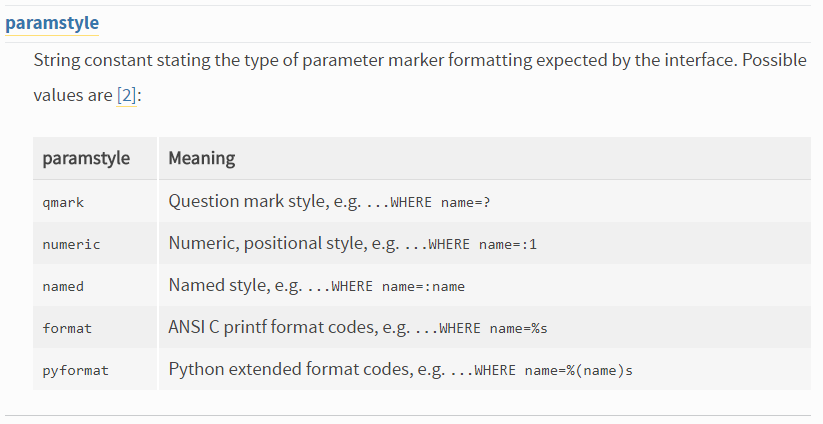 paramstyle
String constant stating the type of parameter marker formatting expected by the interface. Possible
values are [2]:
paramstyle Meaning
qmark Question mark style, e.g. ...WHERE name=?
numeric Numeric, positional style, e.g. ...WHERE name=:1
named Named style, e.g. ...WHERE name=:name
format ANSI C printf format codes, e.g. ...WHERE name=%s
pyformat Python extended format codes, e.g. ...WHERE name=%(name)s